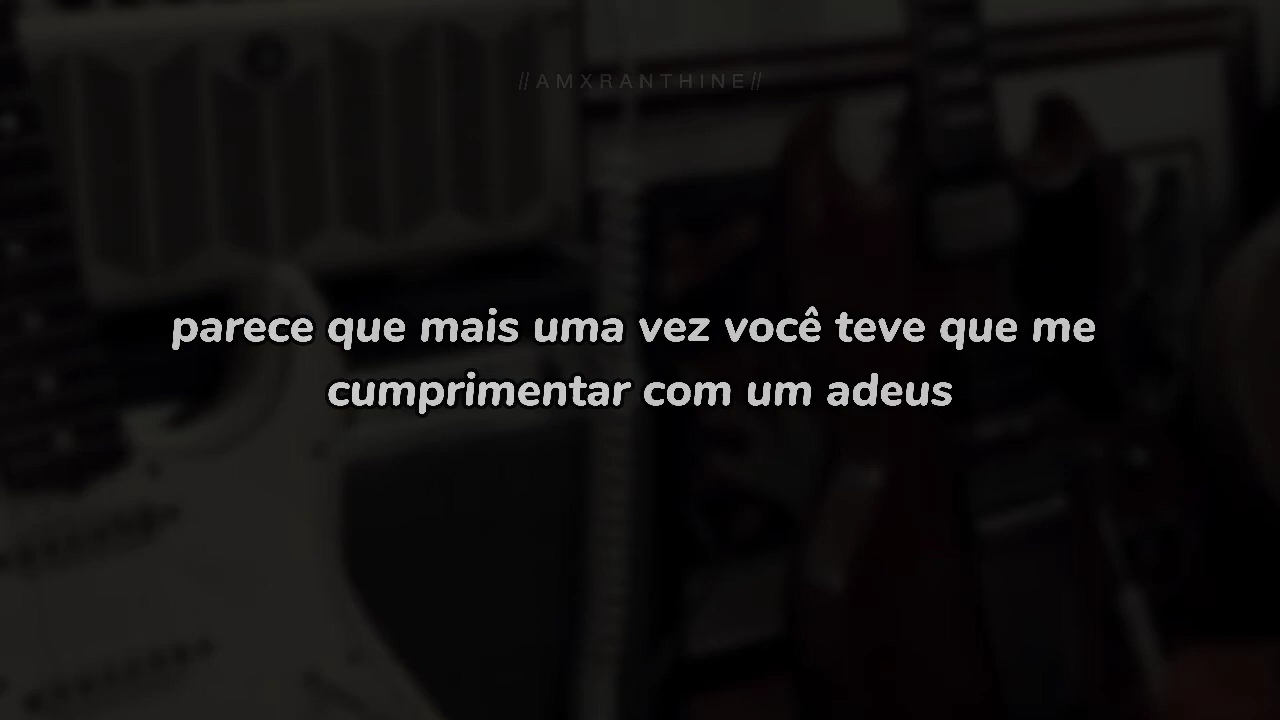 //AMXRANTHINE//
parece que mais uma vez você teve que me
cumprimentar com um adeus